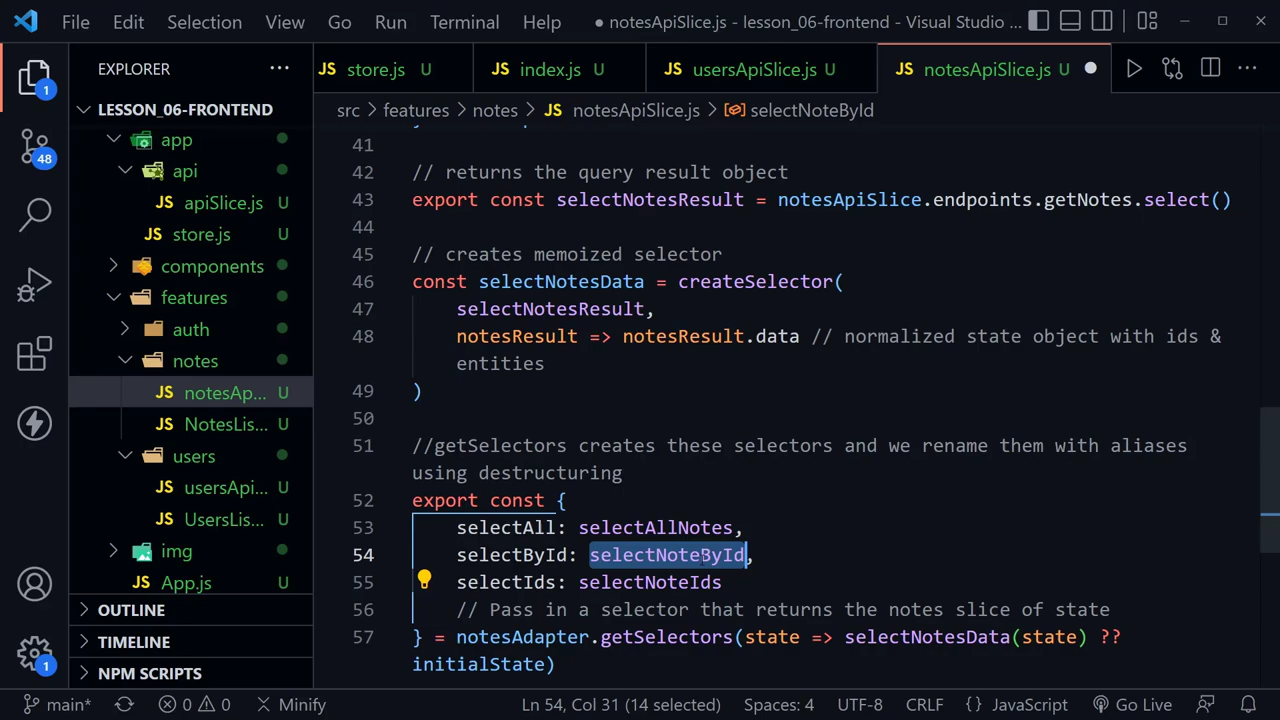 File Edit Selection View Go Run Terminal Help
● notesApiSlice.js - lesson_06-frontend - Visual Studio ...
EXPLORER ...
JS store.js U
JS index.js U
JS usersApiSlice.js U
JS notesApiSlice.js U
LESSON_06-FRONTEND
src > features > notes > JS notesApiSlice.js > selectNoteById
app
api
JS apiSlice.js U
JS store.js U
components
features
auth
notes
JS notesAp... U
JS NotesLis... U
users
JS usersApi... U
JS UsersLis... U
img
JS App.js U
OUTLINE
TIMELINE
NPM SCRIPTS
1
48
1
41
42 // returns the query result object
43 export const selectNotesResult = notesApiSlice.endpoints.getNotes.select()
44
45 // creates memoized selector
46 const selectNotesData = createSelector(
47 selectNotesResult,
48 notesResult => notesResult.data // normalized state object with ids &
entities
49 )
50
51 //getSelectors creates these selectors and we rename them with aliases
using destructuring
52 export const {
53 selectAll: selectAllNotes,
54 selectById: selectNoteById,
55 selectIds: selectNoteIds
56 // Pass in a selector that returns the notes slice of state
57 } = notesAdapter.getSelectors(state => selectNotesData(state) ??
initialState)
main* 0 0 Minify Ln 54, Col 31 (14 selected) Spaces: 4 UTF-8 CRLF {} JavaScript Go Live